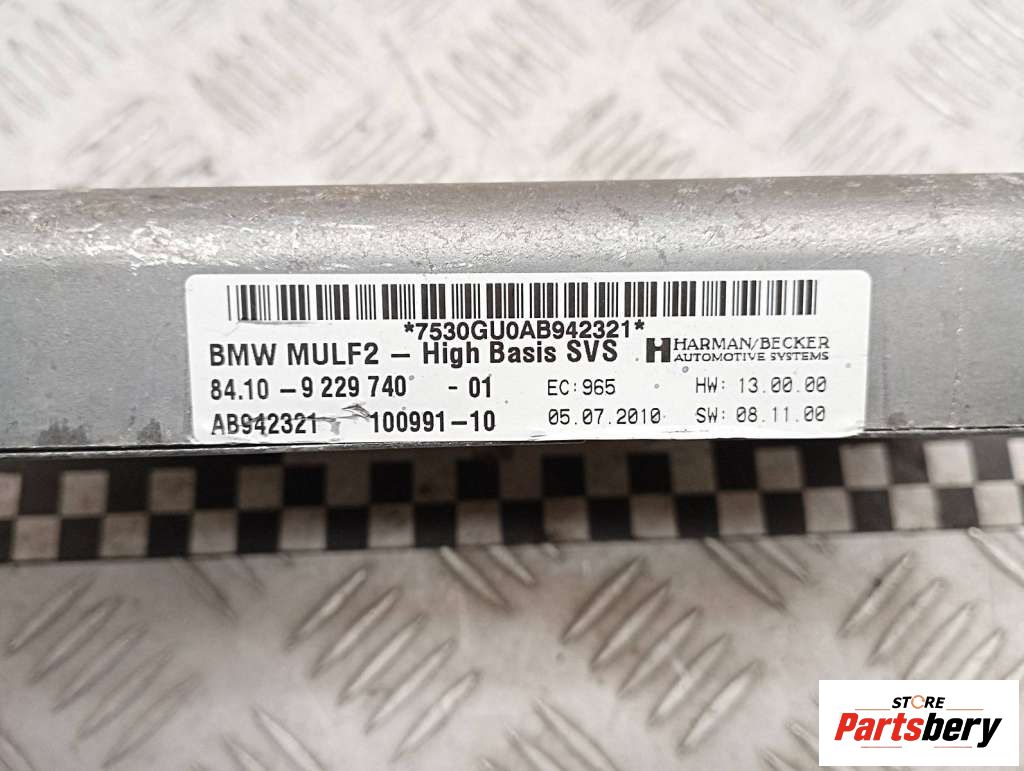 *7530GU0AB942321*
BMW MULF2 – High Basis SVS HARMAN/BECKER
AUTOMOTIVE SYSTEMS
84.10 – 9 229 740 - 01 EC: 965 HW: 13.00.00
AB942321 100991–10 05.07.2010 SW: 08.11.00
STORE
Partsbery